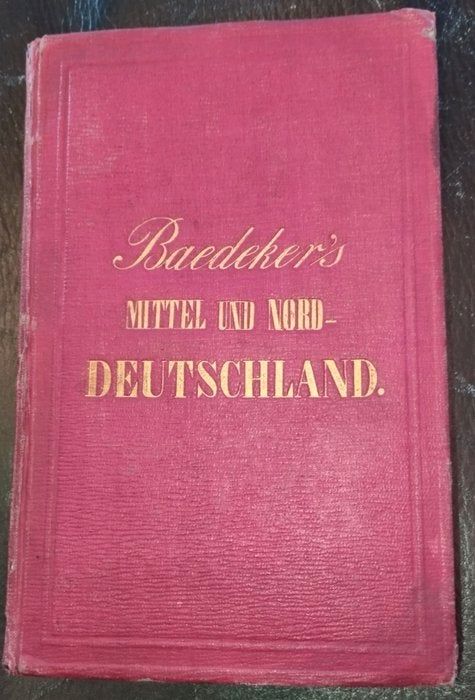 Baedeker's
MITTEL UND NORD-
DEUTSCHLAND.